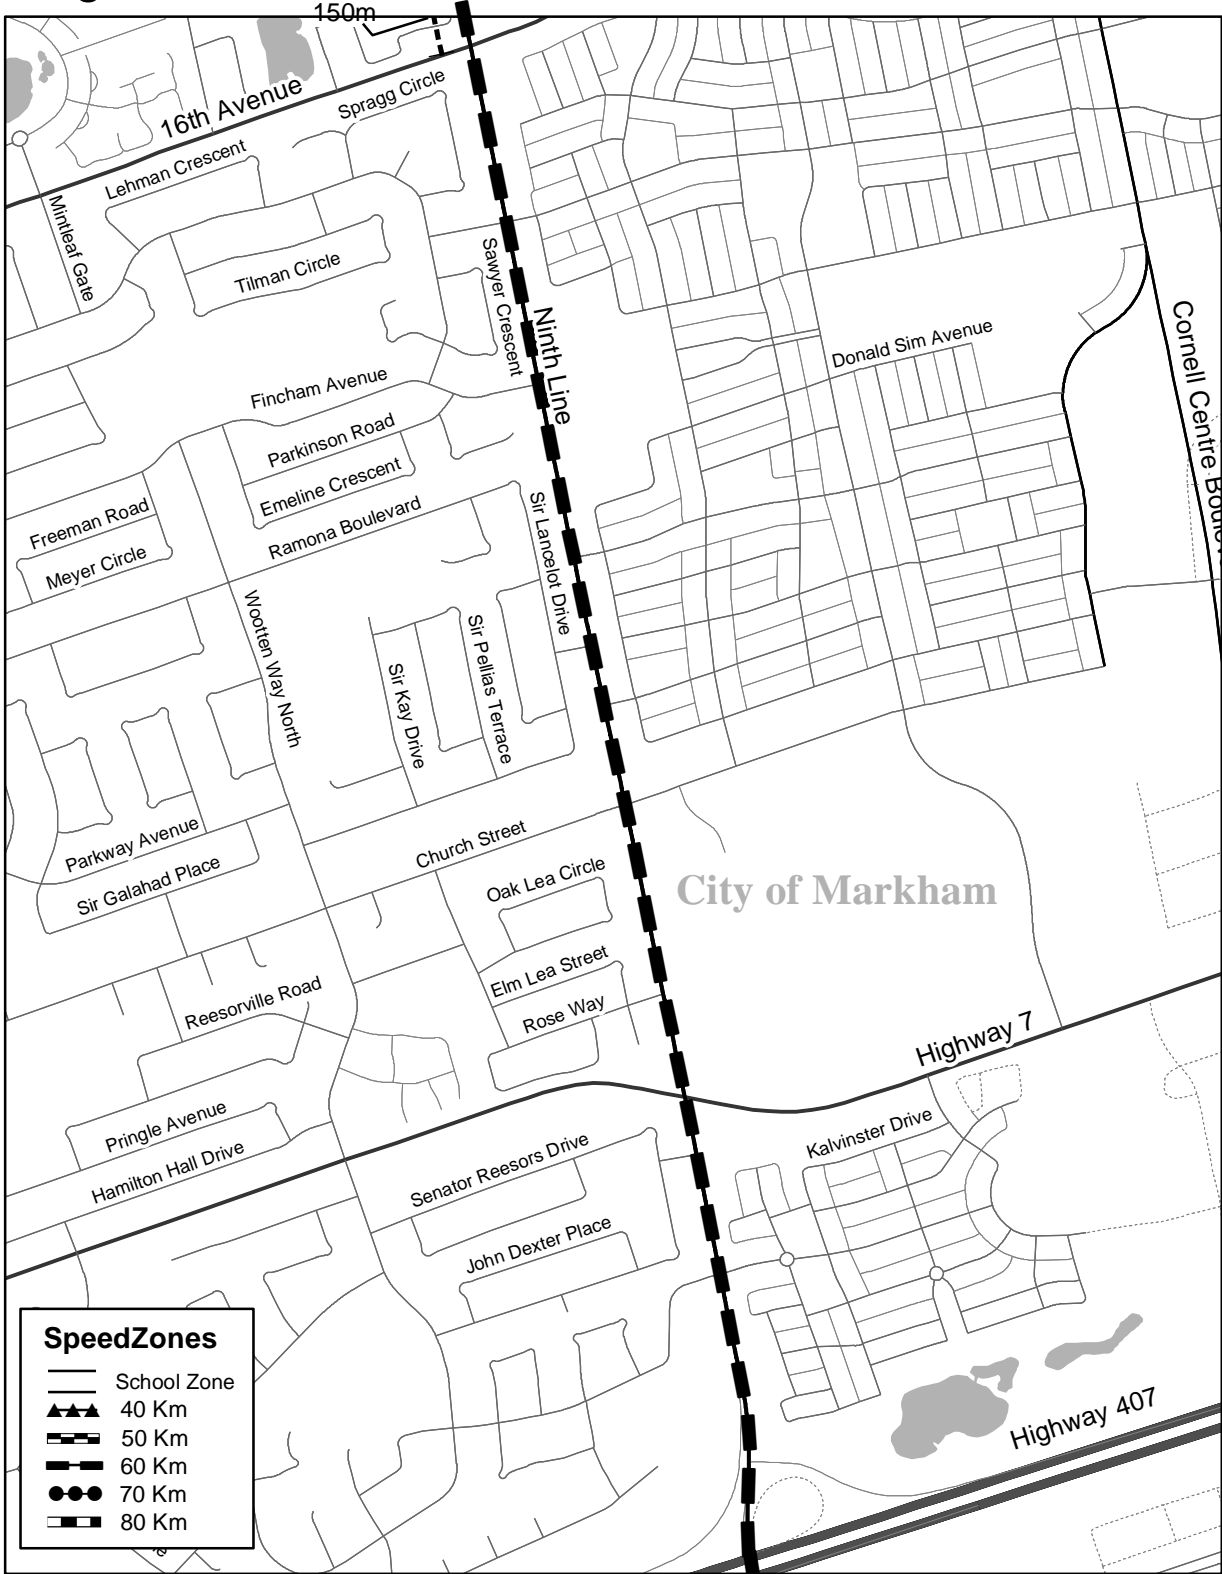 150m
16th Avenue
Spragg Circle
Lehman Crescent
Mintleaf Gate
Tilman Circle
Sawyer Crescent
Ninth Line
Cornell Centre
Donald Sim Avenue
Fincham Avenue
Parkinson Road
Emeline Crescent
Ramona Boulevard
Freeman Road
Meyer Circle
Sir Lancelot Drive
Wootten Way North
Sir Pellias Terrace
Sir Kay Drive
Parkway Avenue
Church Street
Sir Galahad Place
Oak Lea Circle
City of Markham
Elm Lea Street
Reesorville Road
Rose Way
Highway 7
Pringle Avenue
Kalvinster Drive
Hamilton Hall Drive
Senator Reesors Drive
John Dexter Place
Highway 407
SpeedZones
School Zone
40 Km
50 Km
60 Km
70 Km
80 Km